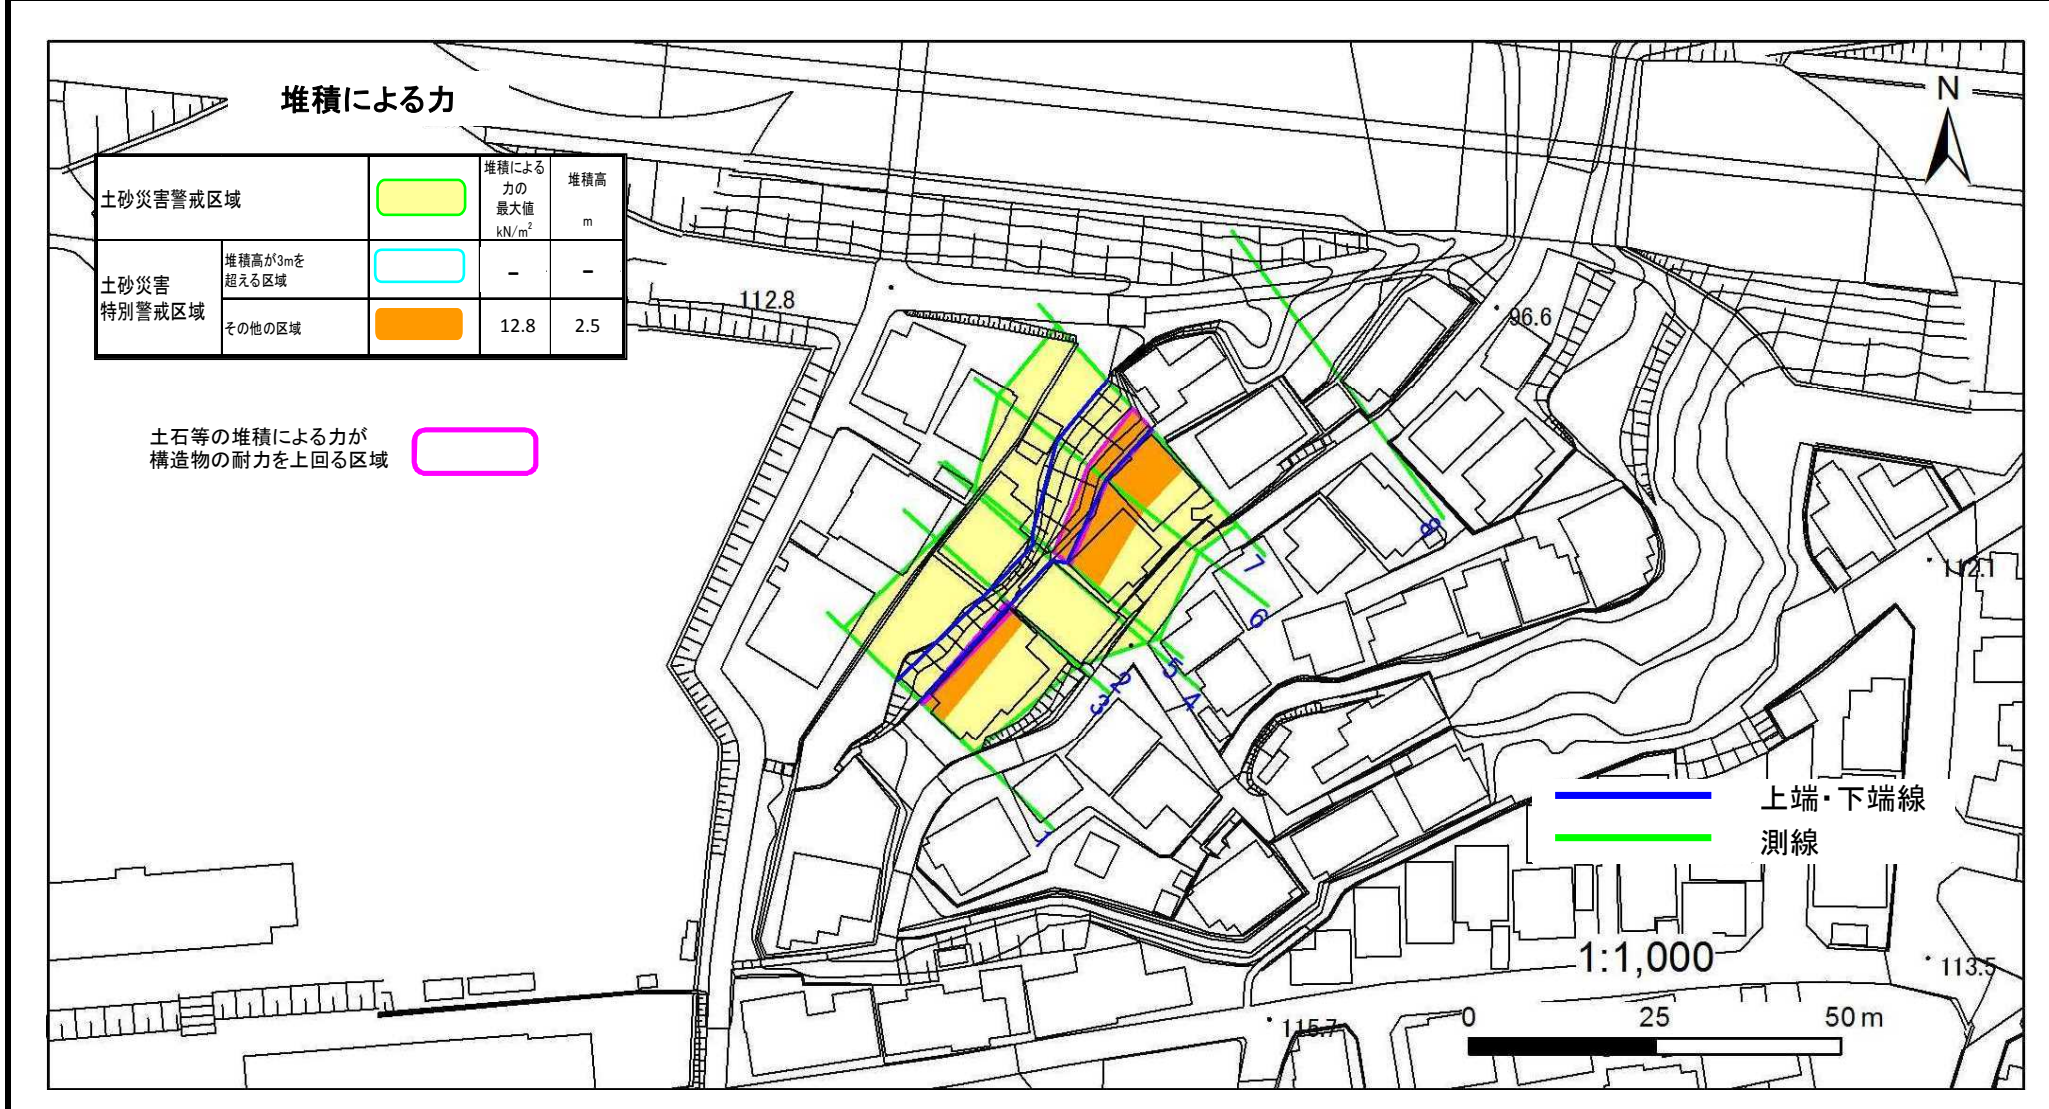 堆積による力
土砂災害警戒区域
堆積による
力の
最大値
kN/m²
堆積高
m
土砂災害
特別警戒区域
堆積高が3mを
超える区域
－
－
その他の区域
12.8
2.5
土石等の堆積による力が
構造物の耐力を上回る区域
N
112.8
96.6
112.1
8
7
6
5
4
2
3
1
上端・下端線
測線
1:1,000
113.5
115.7
0
25
50 m